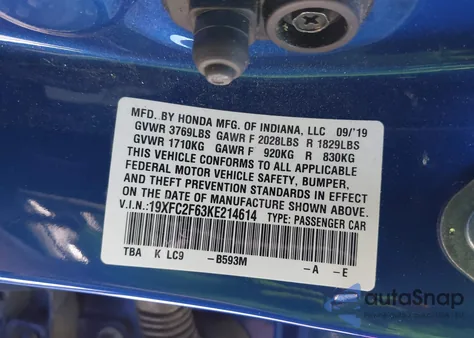 MFD. BY HONDA MFG. OF INDIANA, LLC 09/'19
GVWR 3769LBS GAWR F 2028LBS R 1829LBS
GVWR 1710KG GAWR F 920KG R 830KG
THIS VEHICLE CONFORMS TO ALL APPLICABLE
FEDERAL MOTOR VEHICLE SAFETY, BUMPER,
AND THEFT PREVENTION STANDARDS IN EFFECT
ON THE DATE OF MANUFACTURE SHOWN ABOVE.
V.I.N.:19XFC2F63KE214614 TYPE: PASSENGER CAR
TBA K LC9 -B593M -A -E
autoSnap